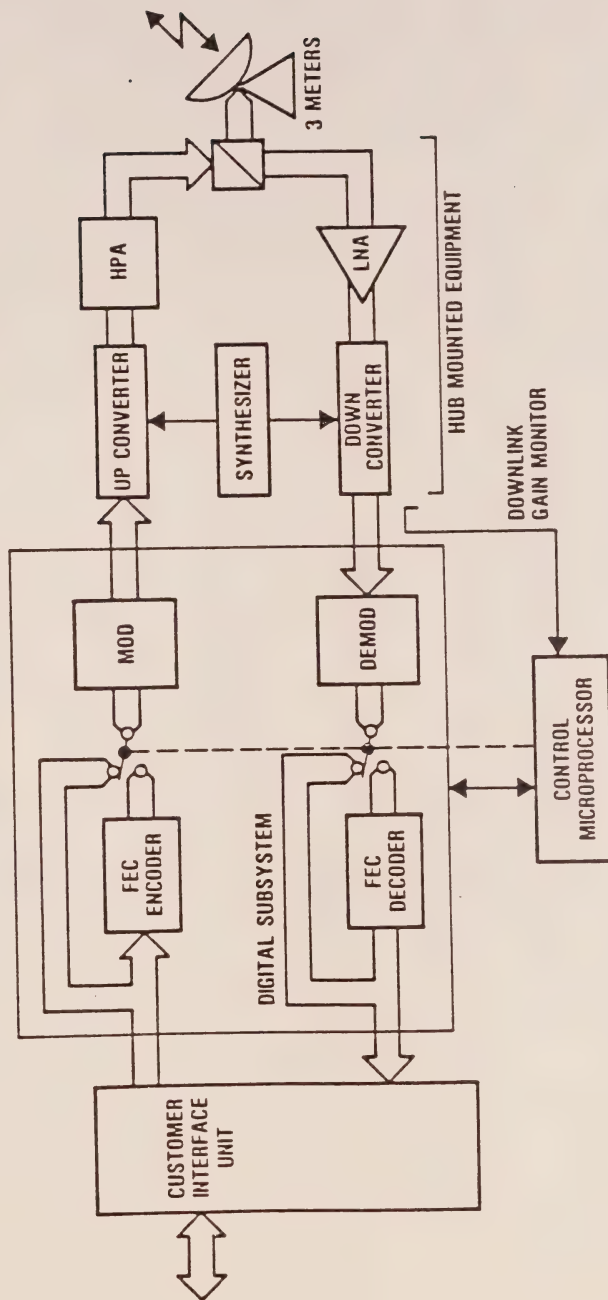 CUSTOMER
INTERFACE
UNIT
FEC
ENCODER
MOD
UP CONVERTER
HPA
3 METERS
SYNTHESIZER
DIGITAL SUBSYSTEM
FEC
DECODER
DEMOD
DOWN
CONVERTER
LNA
HUB MOUNTED EQUIPMENT
DOWNLINK
GAIN MONITOR
CONTROL
MICROPROCESSOR